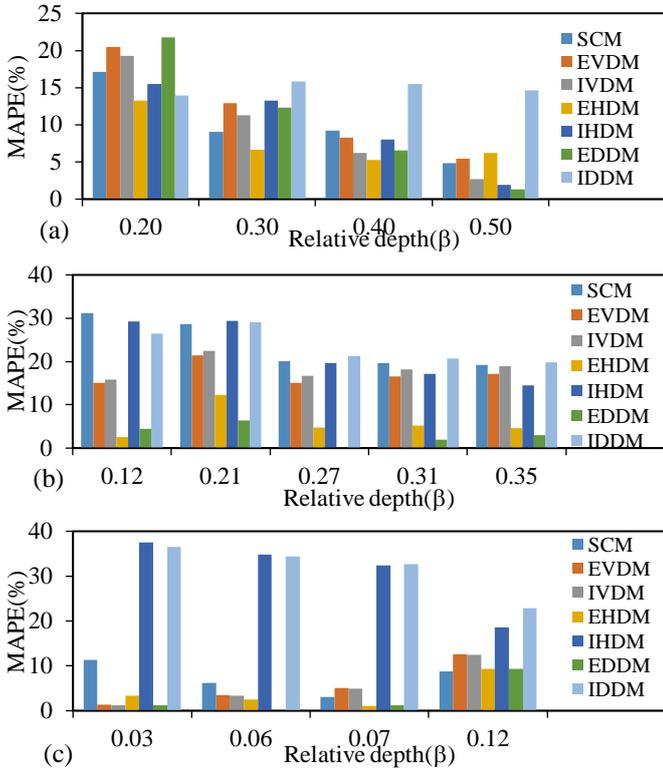 25
20
15
10
5
0
MAPE(%)
SCM
EVDM
IVDM
EHDM
IHDM
EDDM
IDDM
0.20 0.30 0.40 0.50
(a) Relative depth(β)
40
30
20
10
0
MAPE(%)
SCM
EVDM
IVDM
EHDM
IHDM
EDDM
IDDM
0.12 0.21 0.27 0.31 0.35
(b) Relative depth(β)
40
30
20
10
0
MAPE(%)
SCM
EVDM
IVDM
EHDM
IHDM
EDDM
IDDM
0.03 0.06 0.07 0.12
(c) Relative depth(β)